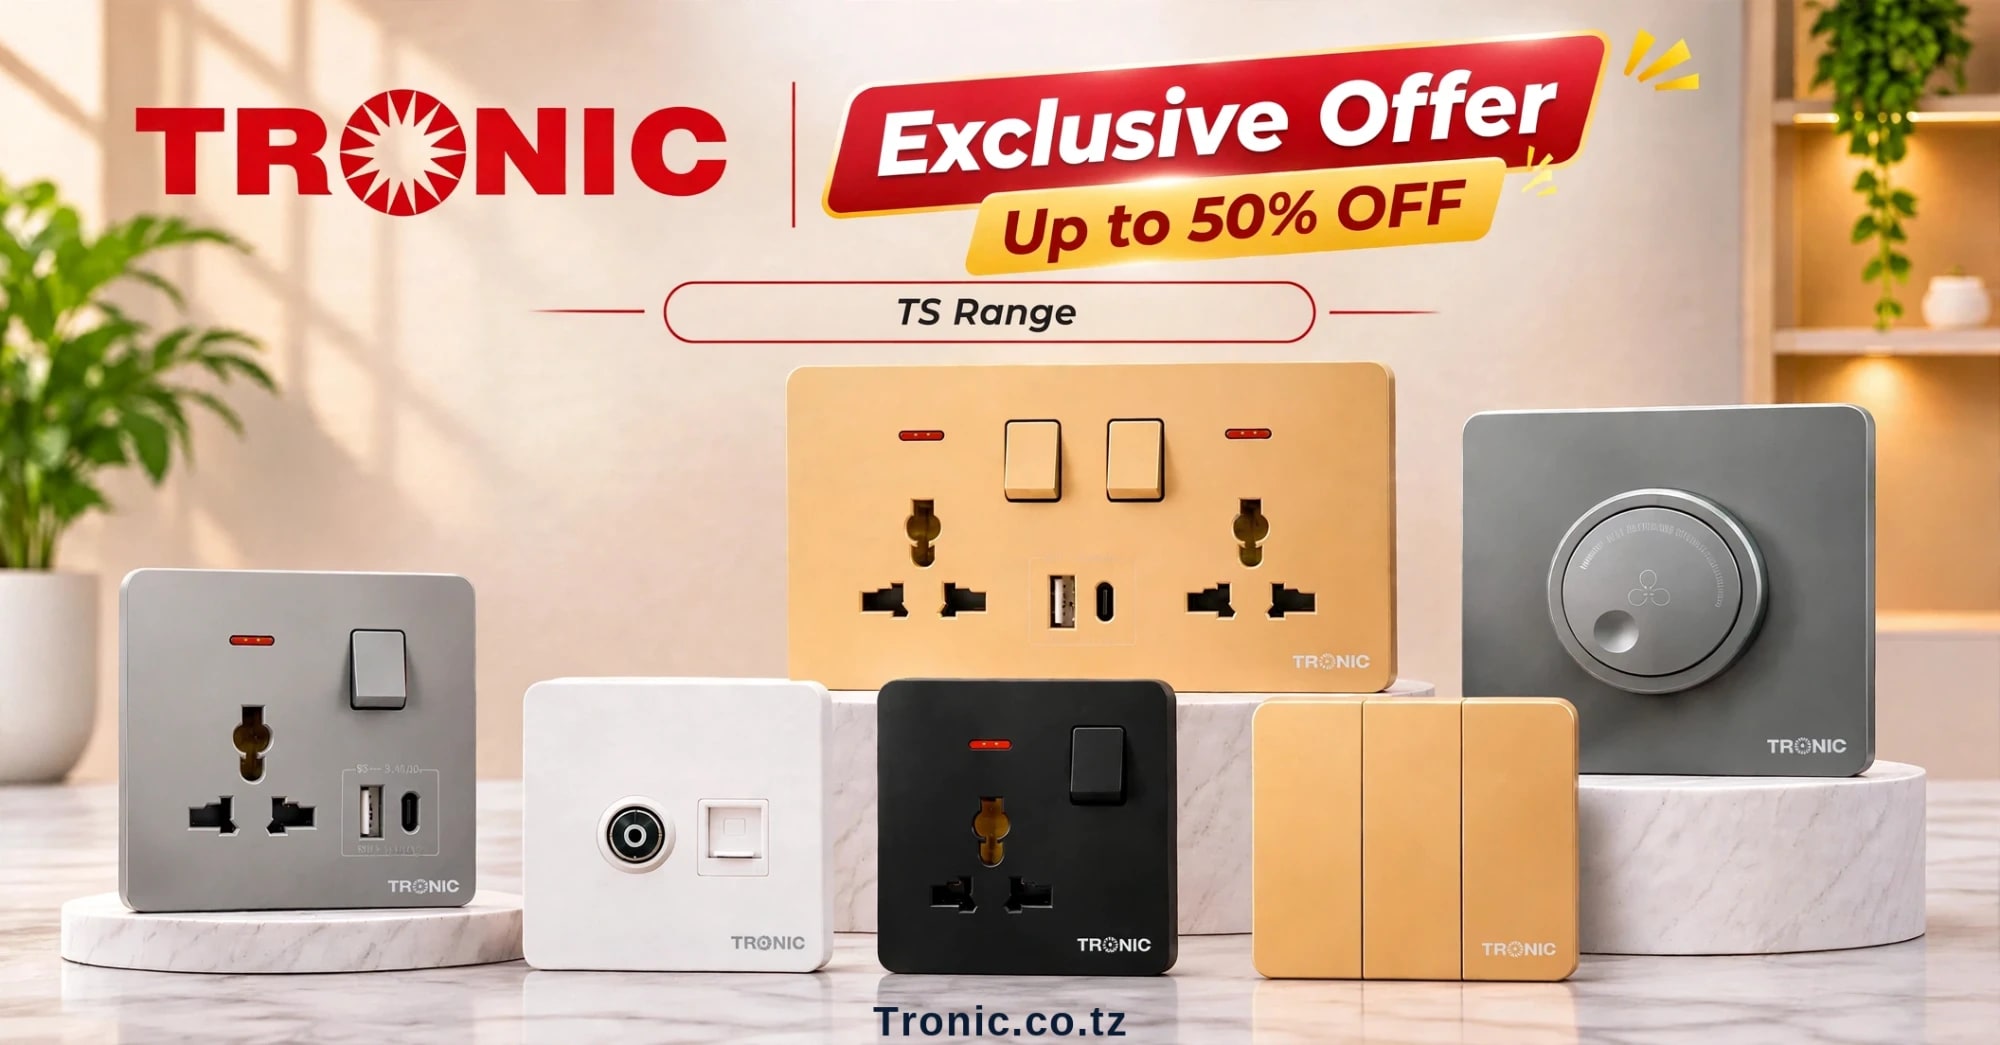 TRONIC
Exclusive Offer
Up to 50% OFF
TS Range
TRONIC
TRONIC
TRONIC
TRONIC
TRONIC
TRONIC
Tronic.co.tz